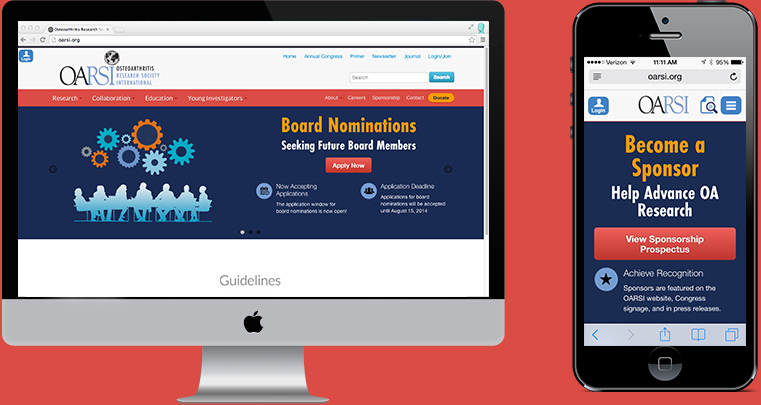 Osteoarthritis Research So
oarsi.org
Login
OARSI
OSTEOARTHRITIS
RESEARCH SOCIETY
INTERNATIONAL
Home Annual Congress Primer Newsletter Journal Login/Join
Search Search
Research Collaboration Education Young Investigators
About Careers Sponsorship Contact Donate
Board Nominations
Seeking Future Board Members
Apply Now
Now Accepting
Applications
The application window for
board nominations is now open!
Application Deadline
Applications for board
nominations will be accepted
until August 15, 2014
Guidelines
Verizon 11:11 AM 95%
oarsi.org
Login
OARSI
Become a
Sponsor
Help Advance OA
Research
View Sponsorship
Prospectus
Achieve Recognition
Sponsors are featured on the
OARSI website, Congress
signage, and in press releases.